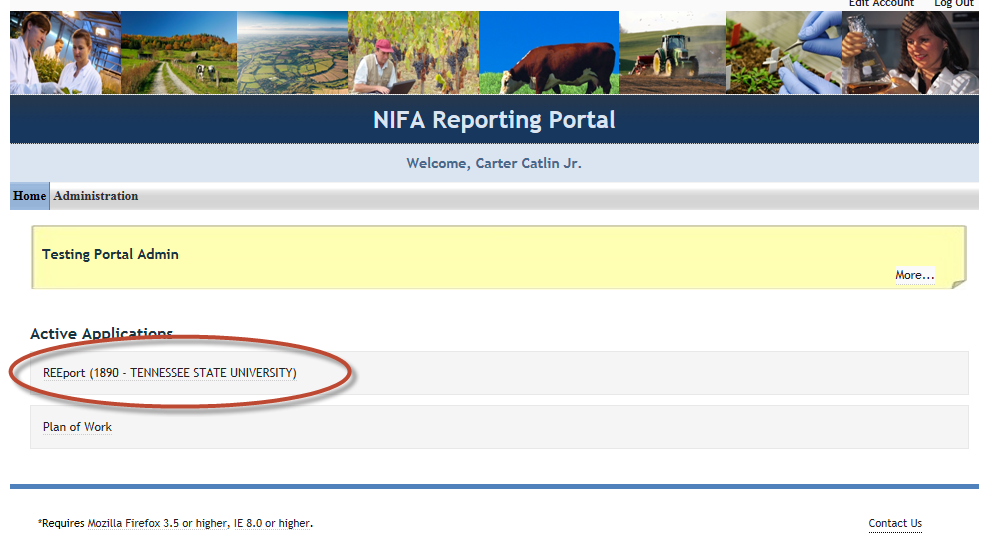 Edit Account Log Out
NIFA Reporting Portal
Welcome, Carter Catlin Jr.
Home Administration
Testing Portal Admin
More...
Active Applications
REEport (1890 - TENNESSEE STATE UNIVERSITY)
Plan of Work
*Requires Mozilla Firefox 3.5 or higher, IE 8.0 or higher.
Contact Us